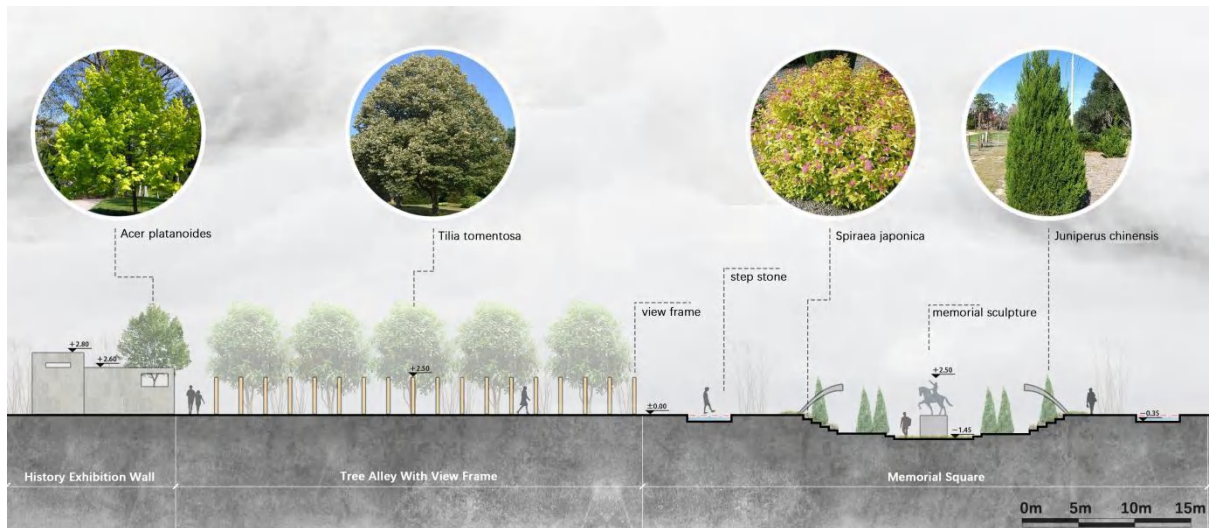 Acer platanoides
Tilia tomentosa
Spiraea japonica
Juniperus chinensis
step stone
view frame
memorial sculpture
+2.80
+2.60
+2.50
+2.50
±0.00
−0.35
−1.45
History Exhibition Wall
Tree Alley With View Frame
Memorial Square
0m 5m 10m 15m